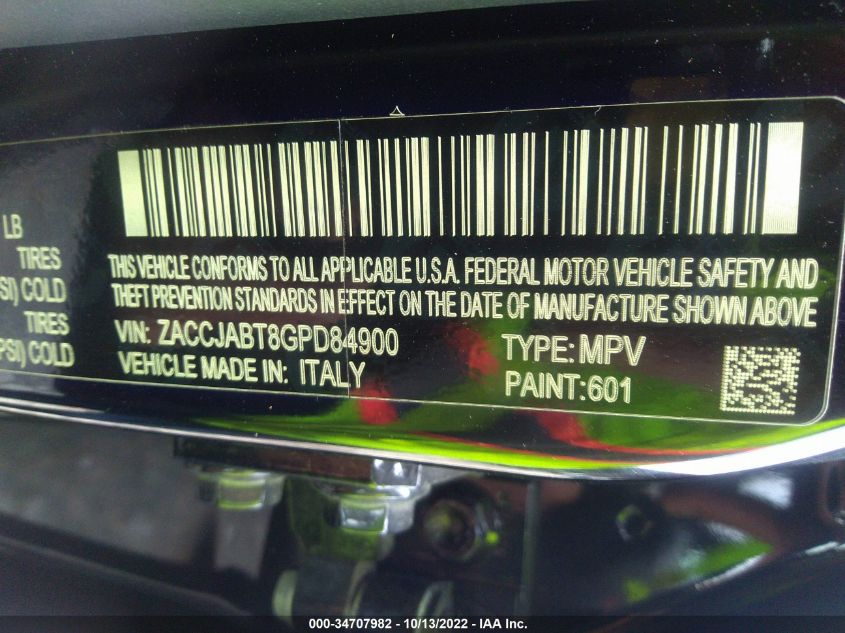 LB
TIRES
SI) COLD
TIRES
PSI) COLD
THIS VEHICLE CONFORMS TO ALL APPLICABLE U.S.A. FEDERAL MOTOR VEHICLE SAFETY AND
THEFT PREVENTION STANDARDS IN EFFECT ON THE DATE OF MANUFACTURE SHOWN ABOVE
VIN: ZACCJABT8GPD84900
TYPE: MPV
VEHICLE MADE IN: ITALY
PAINT:601
000-34707982 - 10/13/2022 - IAA Inc.